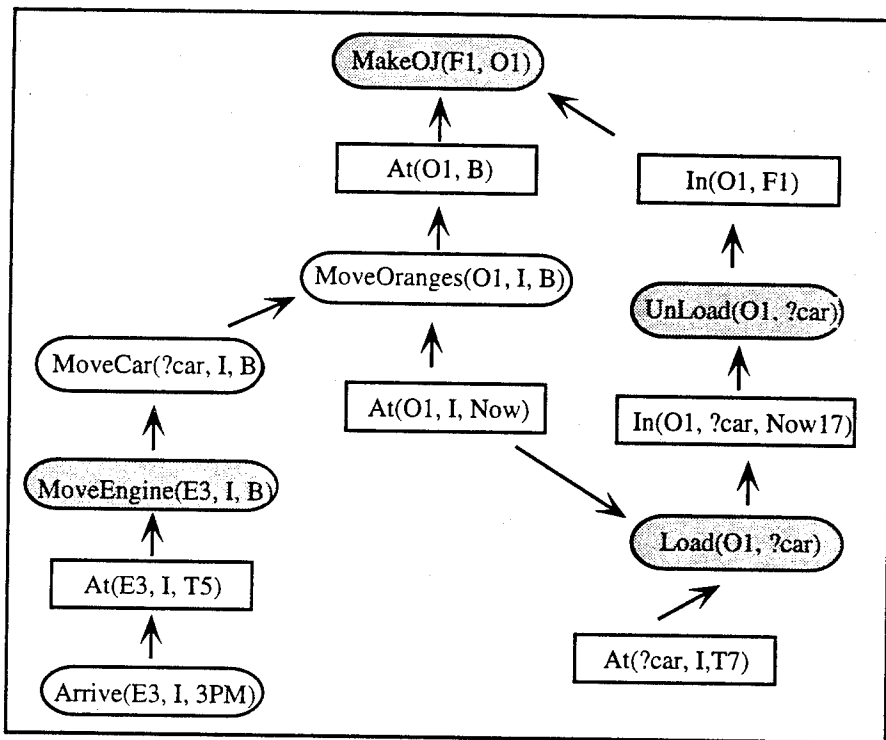 MakeOJ(F1, O1)
At(O1, B)
In(O1, F1)
MoveOranges(O1, I, B)
UnLoad(O1, ?car)
MoveCar(?car, I, B
At(O1, I, Now)
In(O1, ?car, Now17)
MoveEngine(E3, I, B)
Load(O1, ?car)
At(E3, I, T5)
At(?car, I,T7)
Arrive(E3, I, 3PM)